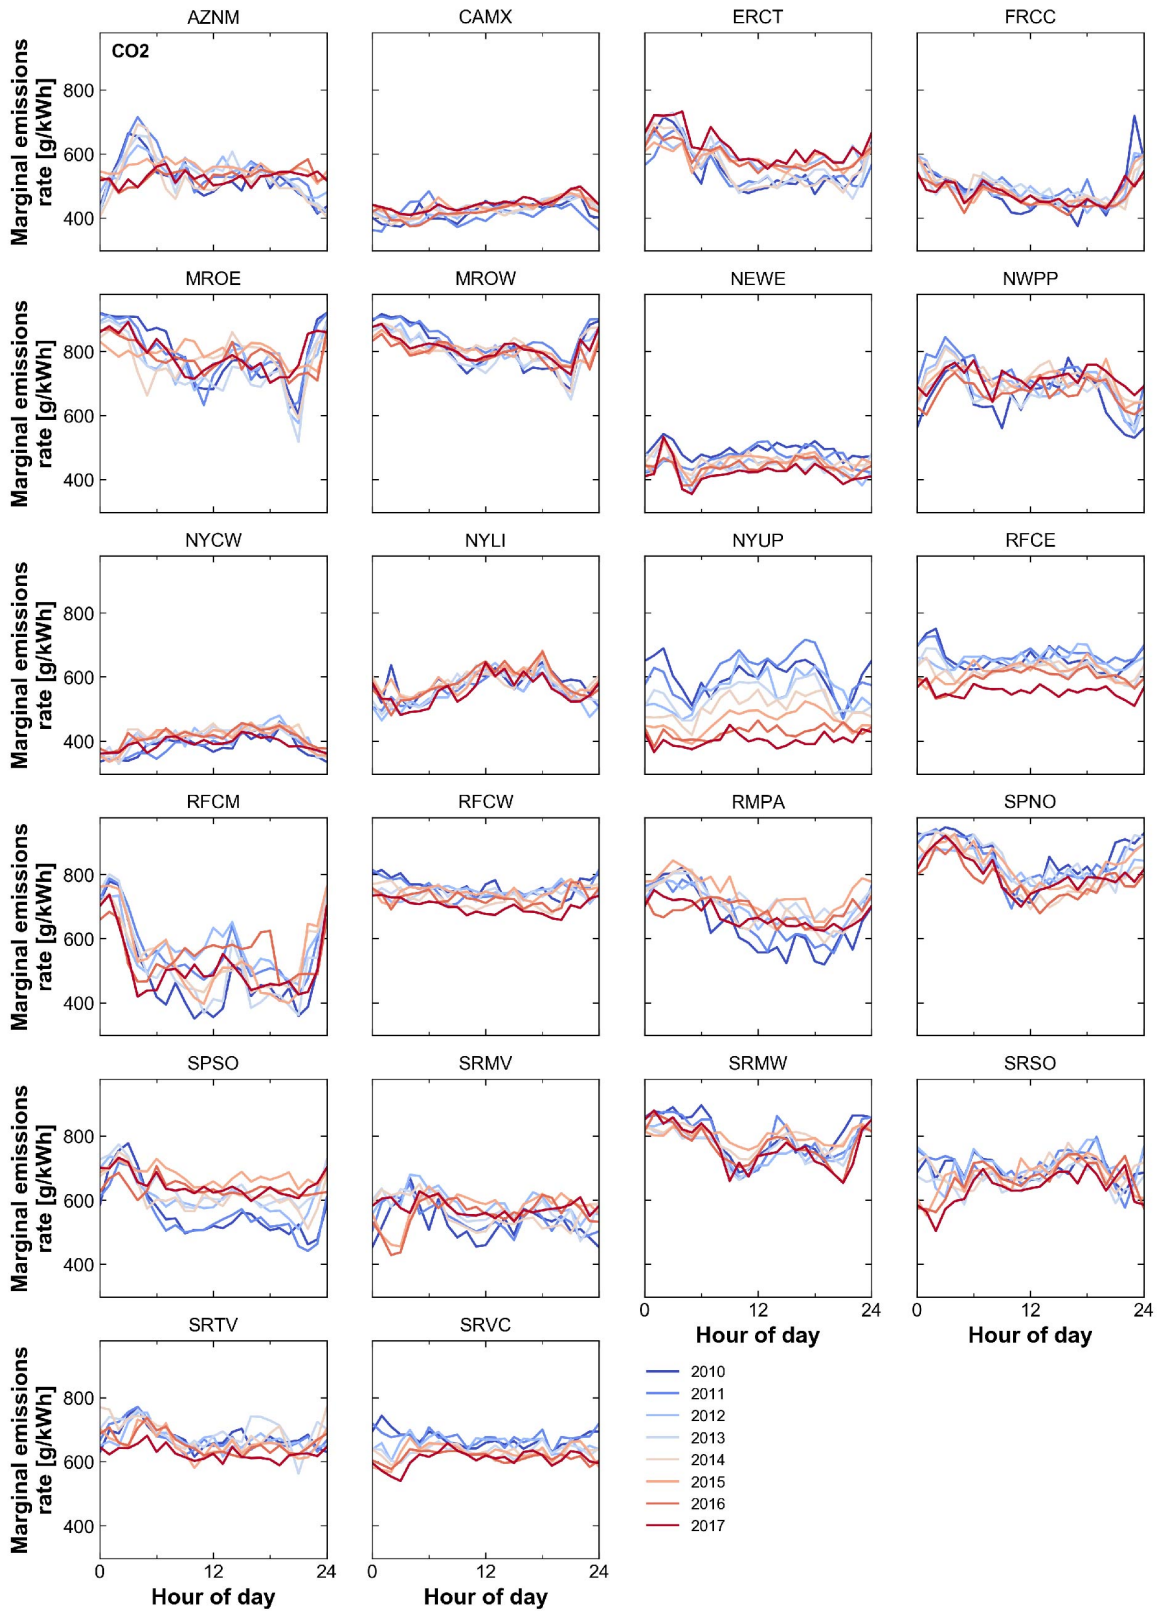 AZNM CAMX ERCT FRCC
CO2
Marginal emissions
rate [g/kWh]
800
600
400
MROE MROW NEWE NWPP
Marginal emissions
rate [g/kWh]
800
600
400
NYCW NYLI NYUP RFCE
Marginal emissions
rate [g/kWh]
800
600
400
RFCM RFCW RMPA SPNO
Marginal emissions
rate [g/kWh]
800
600
400
SPSO SRMV SRMW SRSO
Marginal emissions
rate [g/kWh]
800
600
400
0 12 24 0 12 24
Hour of day Hour of day
SRTV SRVC
Marginal emissions
rate [g/kWh]
800
600
400
0 12 24 0 12 24
Hour of day Hour of day
2010
2011
2012
2013
2014
2015
2016
2017